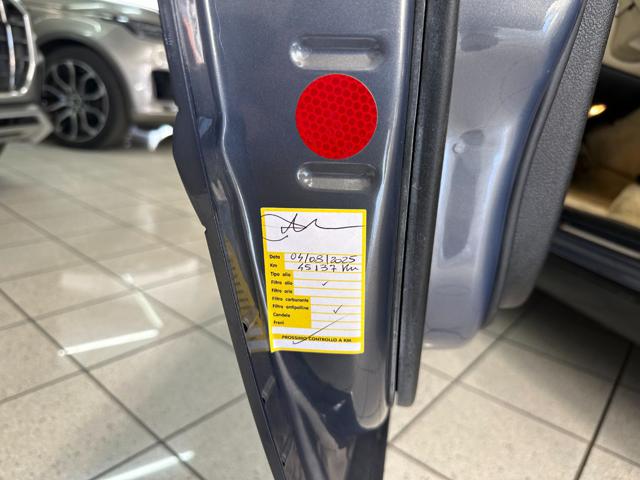 Data 04/08/2025
Km 45137 Km
Tipo olio
Filtro olio ✓
Filtro aria
Filtro carburante
Filtro antipolline ✓
Candele
Freni
PROSSIMO CONTROLLO A KM.